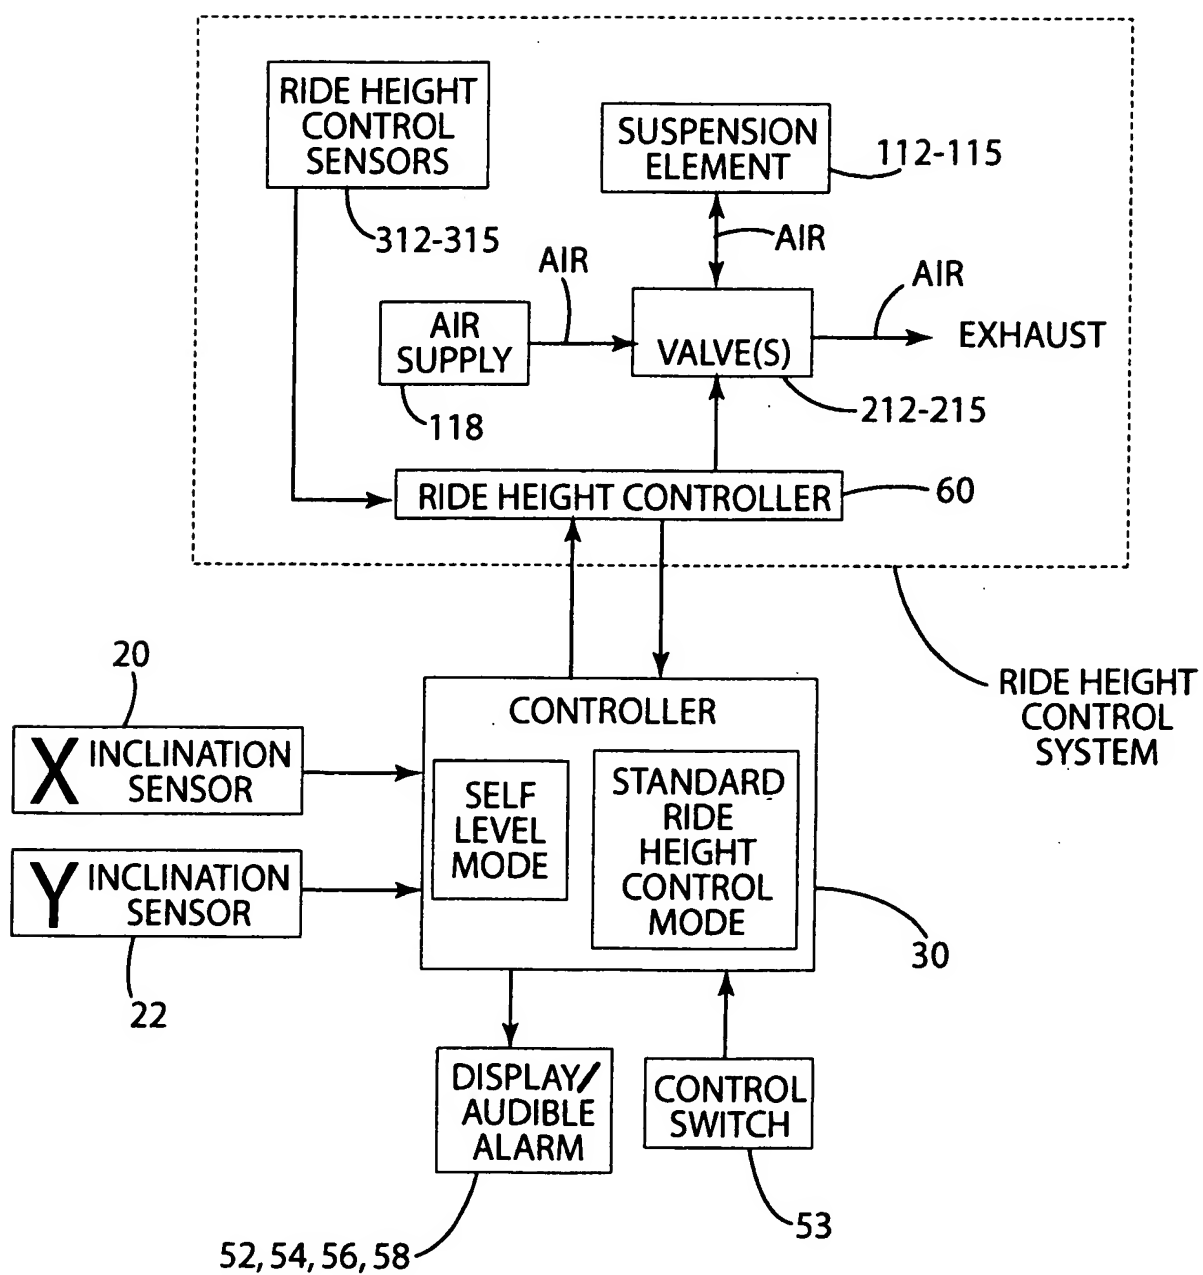 RIDE HEIGHT
CONTROL
SENSORS
312-315
SUSPENSION
ELEMENT
112-115
AIR
AIR
AIR
AIR
SUPPLY
118
VALVE(S)
EXHAUST
212-215
RIDE HEIGHT CONTROLLER
60
RIDE HEIGHT
CONTROL
SYSTEM
20
X INCLINATION
SENSOR
Y INCLINATION
SENSOR
22
CONTROLLER
SELF
LEVEL
MODE
STANDARD
RIDE
HEIGHT
CONTROL
MODE
30
DISPLAY/
AUDIBLE
ALARM
52, 54, 56, 58
CONTROL
SWITCH
53